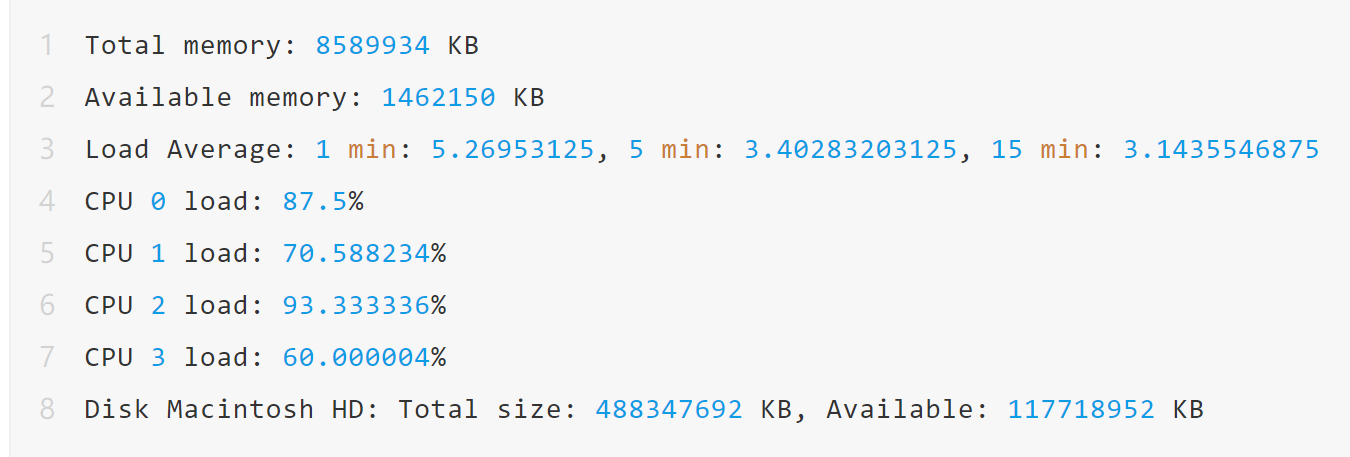 1 Total memory: 8589934 KB
2 Available memory: 1462150 KB
3 Load Average: 1 min: 5.26953125, 5 min: 3.40283203125, 15 min: 3.1435546875
4 CPU 0 load: 87.5%
5 CPU 1 load: 70.588234%
6 CPU 2 load: 93.333336%
7 CPU 3 load: 60.000004%
8 Disk Macintosh HD: Total size: 488347692 KB, Available: 117718952 KB